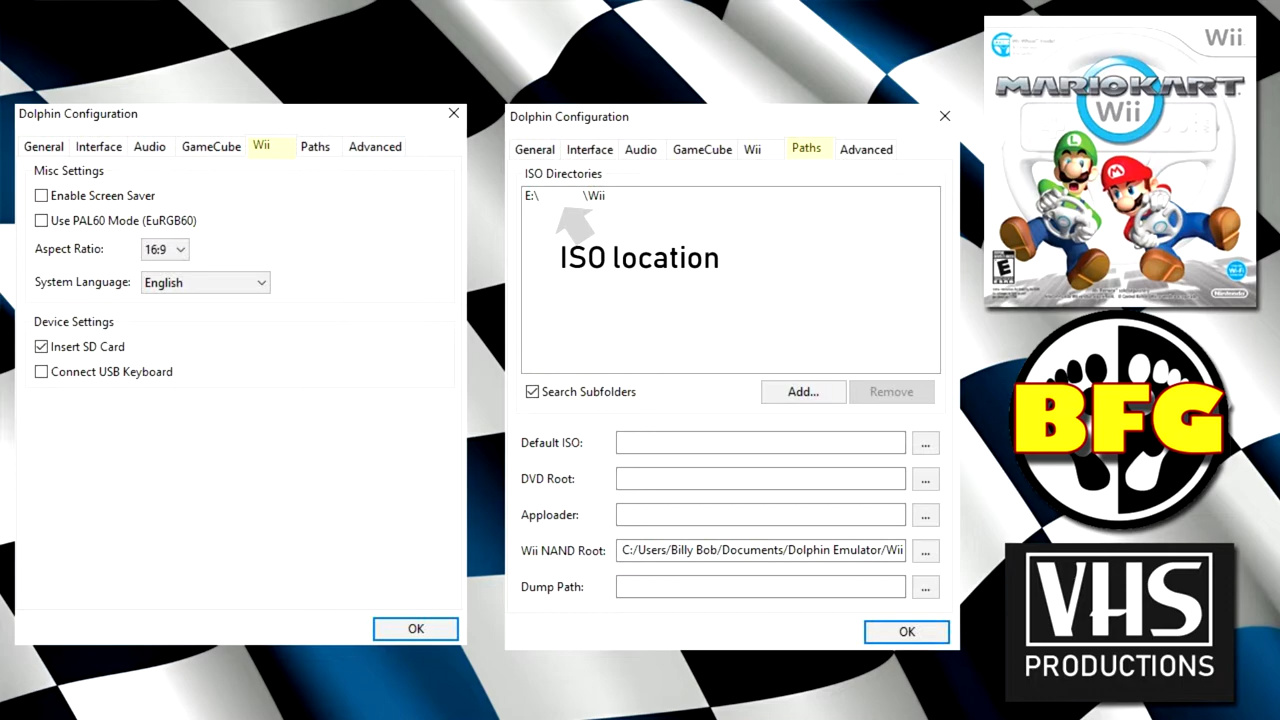 Dolphin Configuration
General Interface Audio GameCube Wii Paths Advanced
Misc Settings
Enable Screen Saver
Use PAL60 Mode (EuRGB60)
Aspect Ratio: 16:9
System Language: English
Device Settings
Insert SD Card
Connect USB Keyboard
OK
Dolphin Configuration
General Interface Audio GameCube Wii Paths Advanced
ISO Directories
E:\ \Wii
ISO location
Search Subfolders
Add... Remove
Default ISO: ...
DVD Root: ...
Apploader: ...
Wii NAND Root: C:/Users/Billy Bob/Documents/Dolphin Emulator/Wii ...
Dump Path: ...
OK
Wii
MARIOKART
Wii
L
M
E
Wi-Fi
Nintendo
BFG
VHS
PRODUCTIONS